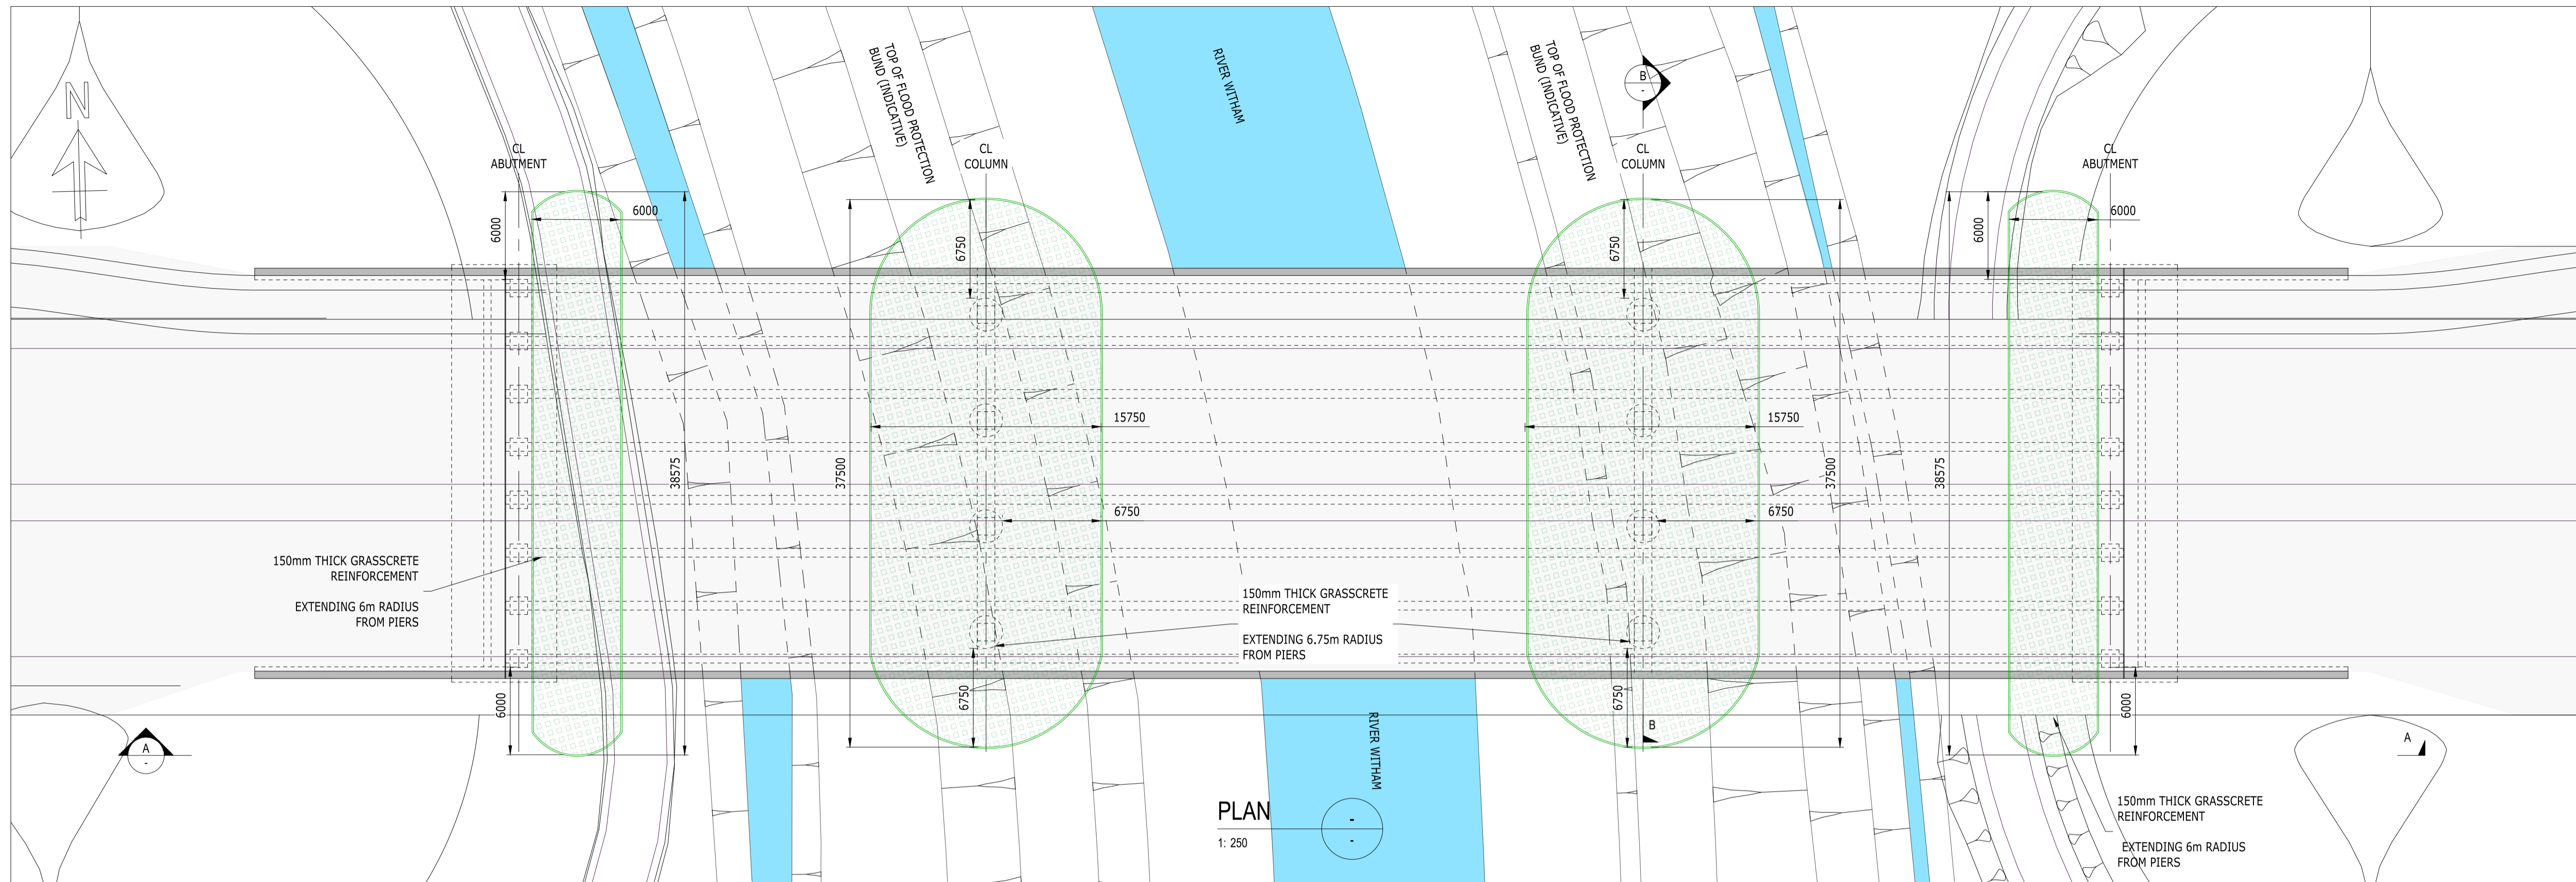 N
TOP OF FLOOD PROTECTION
BUND (INDICATIVE)
RIVER WITHAM
TOP OF FLOOD PROTECTION
BUND (INDICATIVE)
B
-
CL
ABUTMENT
CL
COLUMN
CL
COLUMN
CL
ABUTMENT
6000
6000
6750
6750
6000
6000
38575
37500
15750
6750
15750
6750
37500
38575
150mm THICK GRASSCRETE
REINFORCEMENT
EXTENDING 6m RADIUS
FROM PIERS
150mm THICK GRASSCRETE
REINFORCEMENT
EXTENDING 6.75m RADIUS
FROM PIERS
6000
6750
6750
6000
B
A
-
RIVER WITHAM
A
PLAN
1: 250
-
-
150mm THICK GRASSCRETE
REINFORCEMENT
EXTENDING 6m RADIUS
FROM PIERS